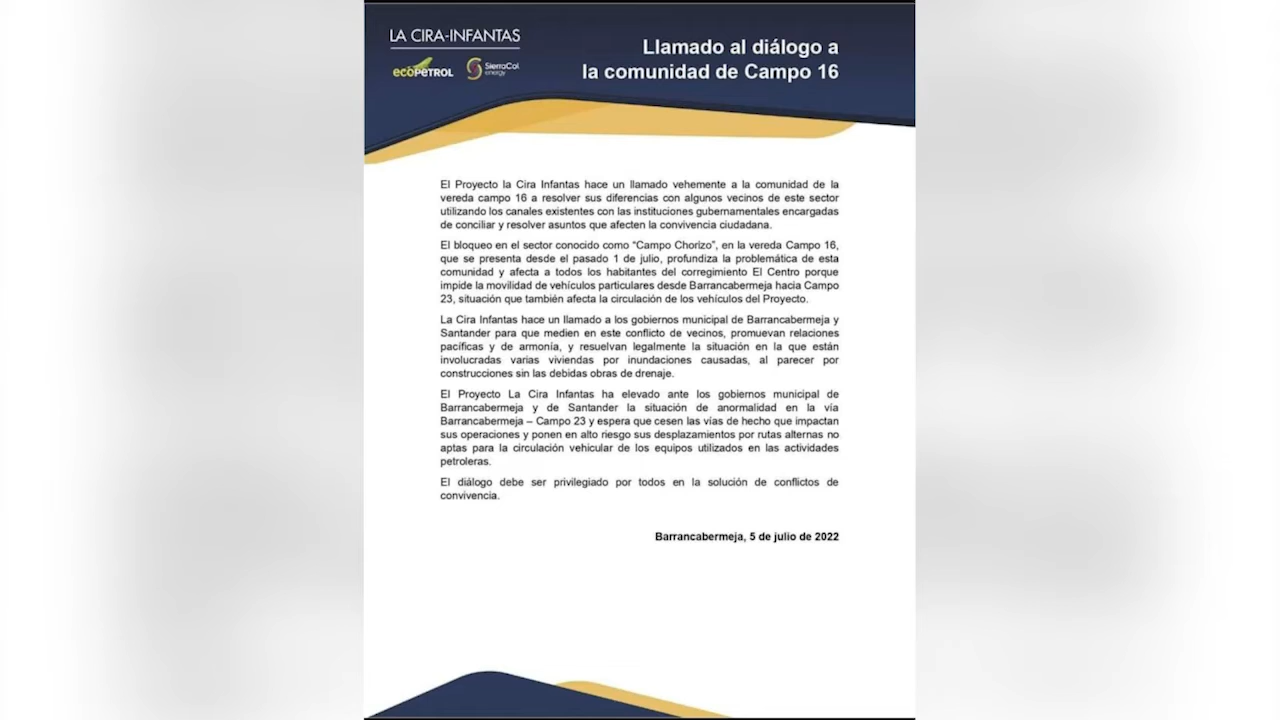 LA CIRA-INFANTAS
ecopetrol
SierraCol
energy
Llamado al diálogo a
la comunidad de Campo 16
El Proyecto la Cira Infantas hace un llamado vehemente a la comunidad de la
vereda campo 16 a resolver sus diferencias con algunos vecinos de este sector
utilizando los canales existentes con las instituciones gubernamentales encargadas
de conciliar y resolver asuntos que afecten la convivencia ciudadana.
El bloqueo en el sector conocido como “Campo Chorizo”, en la vereda Campo 16,
que se presenta desde el pasado 1 de julio, profundiza la problemática de esta
comunidad y afecta a todos los habitantes del corregimiento El Centro porque
impide la movilidad de vehículos particulares desde Barrancabermeja hacia Campo
23, situación que también afecta la circulación de los vehículos del Proyecto.
La Cira Infantas hace un llamado a los gobiernos municipal de Barrancabermeja y
Santander para que medien en este conflicto de vecinos, promuevan relaciones
pacíficas y de armonía, y resuelvan legalmente la situación en la que están
involucradas varias viviendas por inundaciones causadas, al parecer por
construcciones sin las debidas obras de drenaje.
El Proyecto La Cira Infantas ha elevado ante los gobiernos municipal de
Barrancabermeja y de Santander la situación de anormalidad en la vía
Barrancabermeja – Campo 23 y espera que cesen las vías de hecho que impactan
sus operaciones y ponen en alto riesgo sus desplazamientos por rutas alternas no
aptas para la circulación vehicular de los equipos utilizados en las actividades
petroleras.
El diálogo debe ser privilegiado por todos en la solución de conflictos de
convivencia.
Barrancabermeja, 5 de julio de 2022